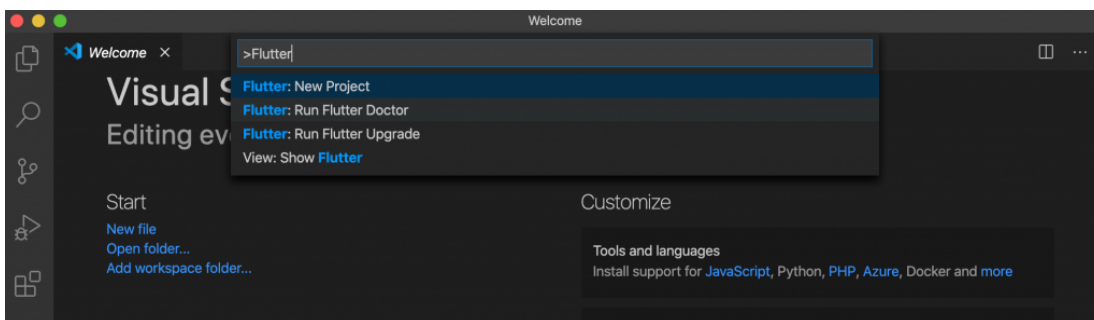 Welcome
Welcome
>Flutter
Flutter: New Project
Flutter: Run Flutter Doctor
Flutter: Run Flutter Upgrade
View: Show Flutter
Visual
Editing
Start
New file
Open folder...
Add workspace folder...
Customize
Tools and languages
Install support for JavaScript, Python, PHP, Azure, Docker and more